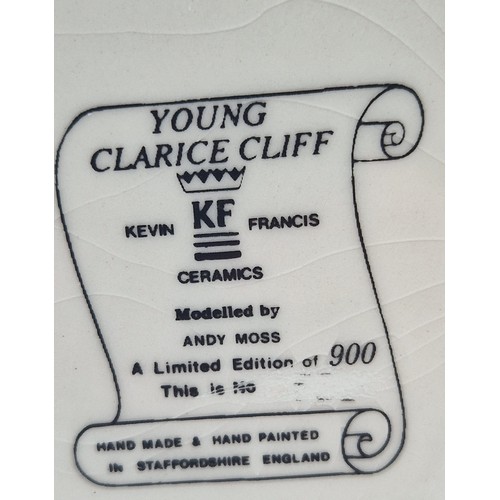 YOUNG
CLARICE CLIFF
KF
KEVIN FRANCIS
CERAMICS
Modelled by
ANDY MOSS
A Limited Edition of 900
This is No
HAND MADE & HAND PAINTED
IN STAFFORDSHIRE ENGLAND